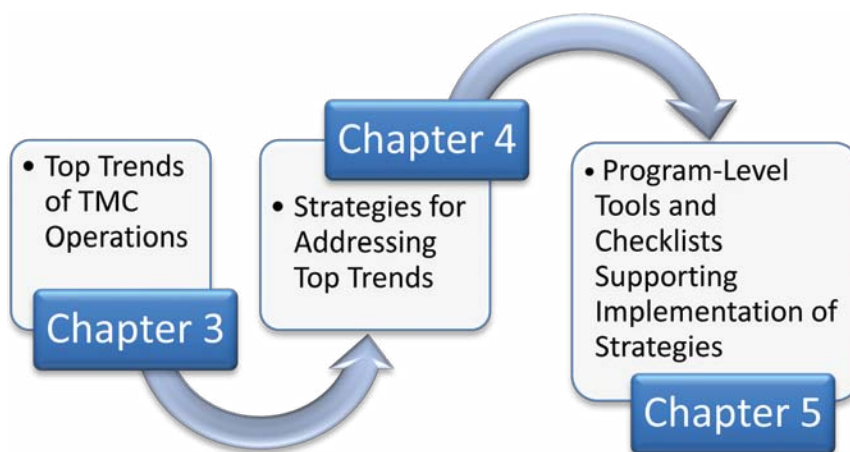 • Top Trends
of TMC
Operations
Chapter 3
Chapter 4
• Strategies for
Addressing
Top Trends
• Program-Level
Tools and
Checklists
Supporting
Implementation of
Strategies
Chapter 5